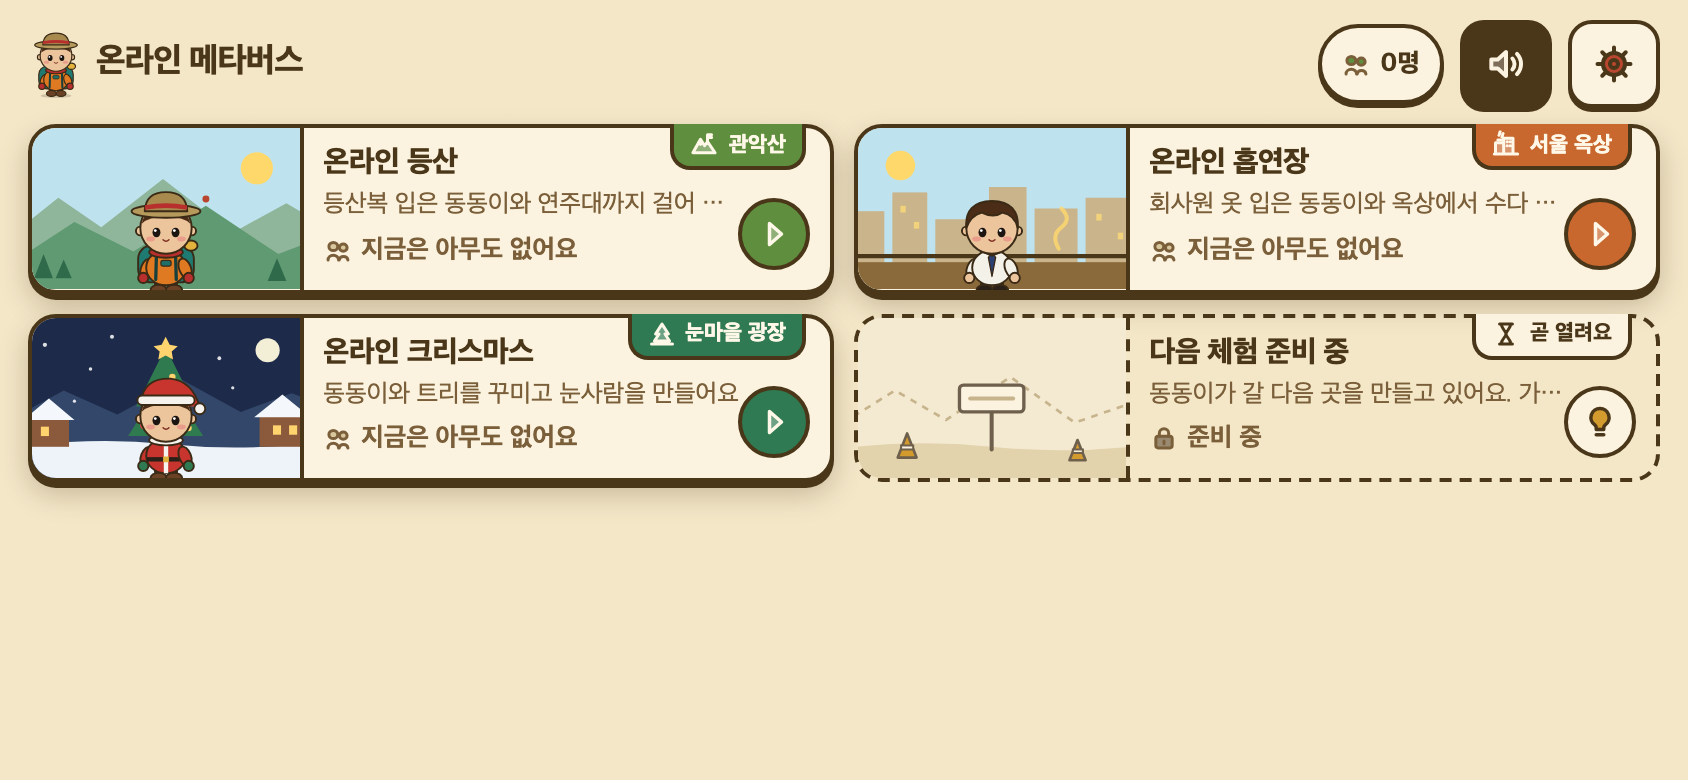 온라인 메타버스
0명
온라인 등산
관악산
등산복 입은 동동이와 연주대까지 걸어 …
지금은 아무도 없어요
온라인 흡연장
서울 옥상
회사원 옷 입은 동동이와 옥상에서 수다 …
지금은 아무도 없어요
온라인 크리스마스
눈마을 광장
동동이와 트리를 꾸미고 눈사람을 만들어요
지금은 아무도 없어요
다음 체험 준비 중
곧 열려요
동동이가 갈 다음 곳을 만들고 있어요. 가…
준비 중